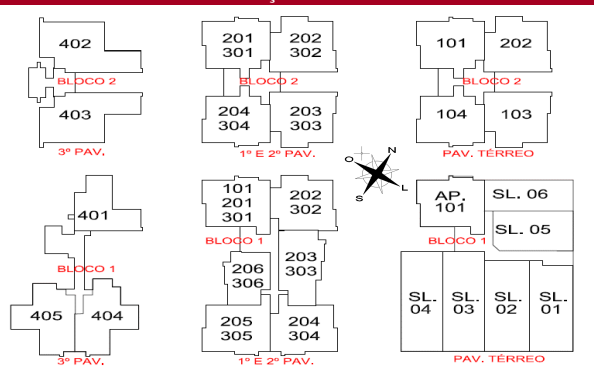 402
BLOCO 2
403
3º PAV.
201
301
202
302
BLOCO 2
204
304
203
303
1º E 2º PAV.
101
202
BLOCO 2
104
103
PAV. TÉRREO
N
O
L
S
401
BLOCO 1
405
404
3º PAV.
101
201
301
202
302
BLOCO 1
203
303
206
306
205
305
204
304
1º E 2º PAV.
AP.
101
SL. 06
SL. 05
BLOCO 1
SL.
04
SL.
03
SL.
02
SL.
01
PAV. TÉRREO